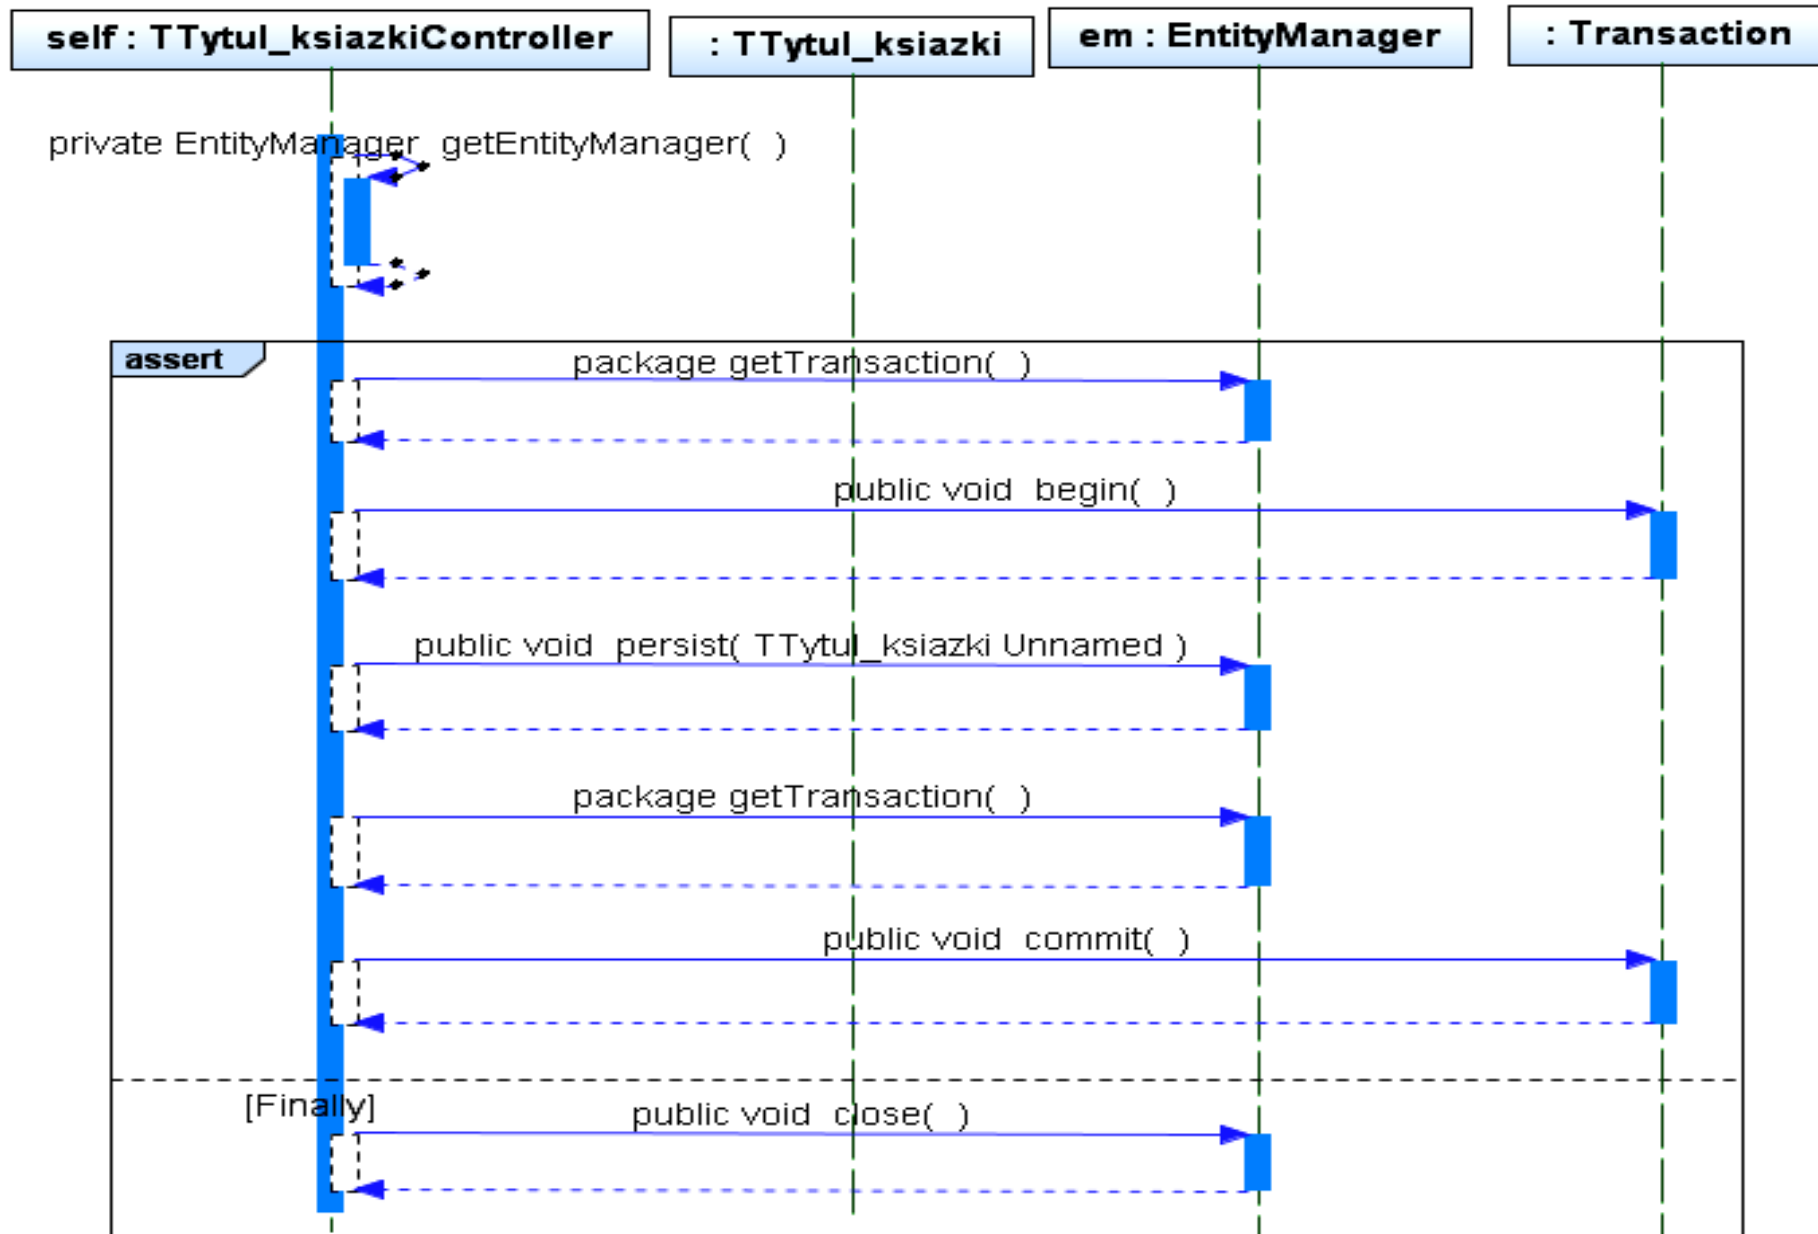 self : TTytul_ksiazkiController
: TTytul_ksiazki
em : EntityManager
: Transaction
private EntityManager getEntityManager( )
assert
package getTransaction( )
public void begin( )
public void persist( TTytul_ksiazki Unnamed )
package getTransaction( )
public void commit( )
[Finally]
public void close( )